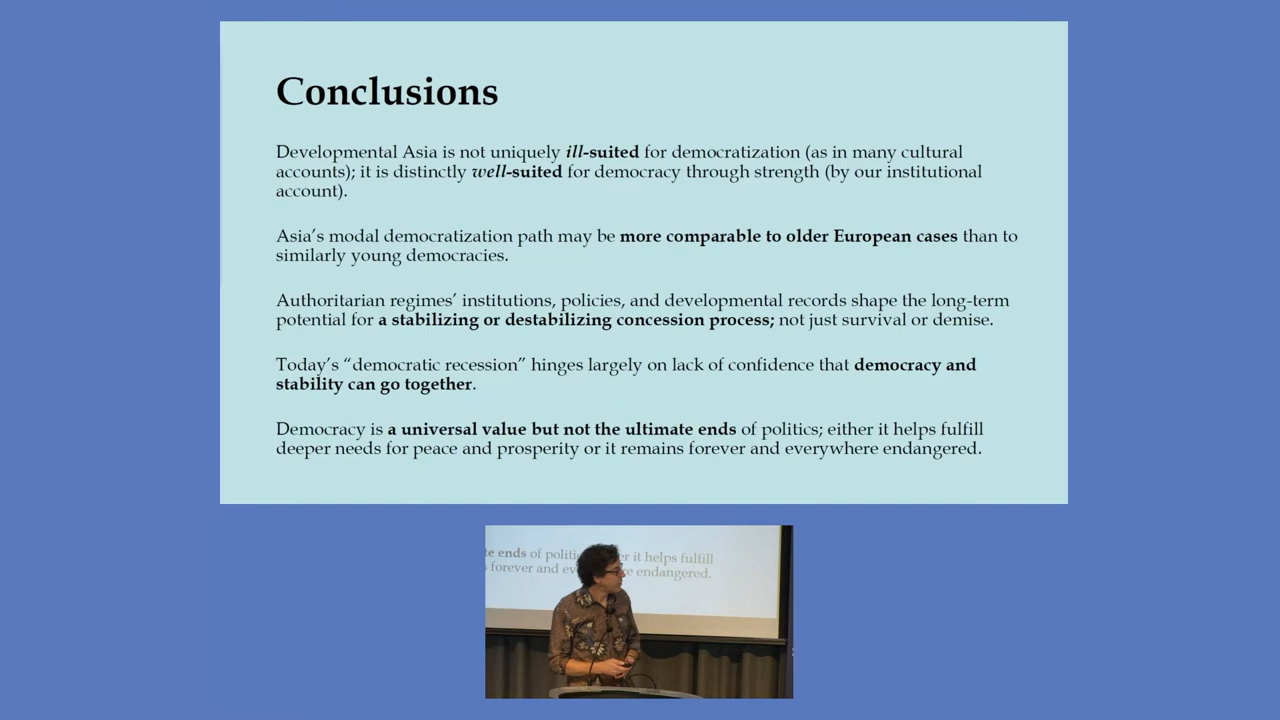 Conclusions
Developmental Asia is not uniquely ill-suited for democratization (as in many cultural
accounts); it is distinctly well-suited for democracy through strength (by our institutional
account).
Asia’s modal democratization path may be more comparable to older European cases than to
similarly young democracies.
Authoritarian regimes’ institutions, policies, and developmental records shape the long-term
potential for a stabilizing or destabilizing concession process; not just survival or demise.
Today’s “democratic recession” hinges largely on lack of confidence that democracy and
stability can go together.
Democracy is a universal value but not the ultimate ends of politics; either it helps fulfill
deeper needs for peace and prosperity or it remains forever and everywhere endangered.
ends of it helps fulfill
forever and endangered.